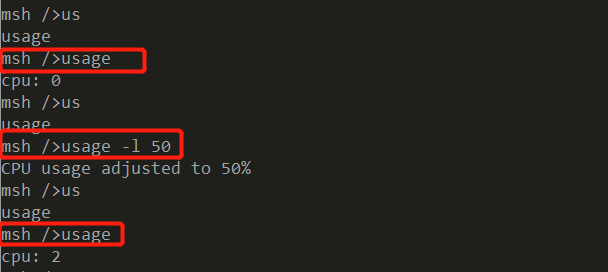 msh />us
usage
msh />usage
cpu: 0
msh />us
usage
msh />usage -l 50
CPU usage adjusted to 50%
msh />us
usage
msh />usage
cpu: 2